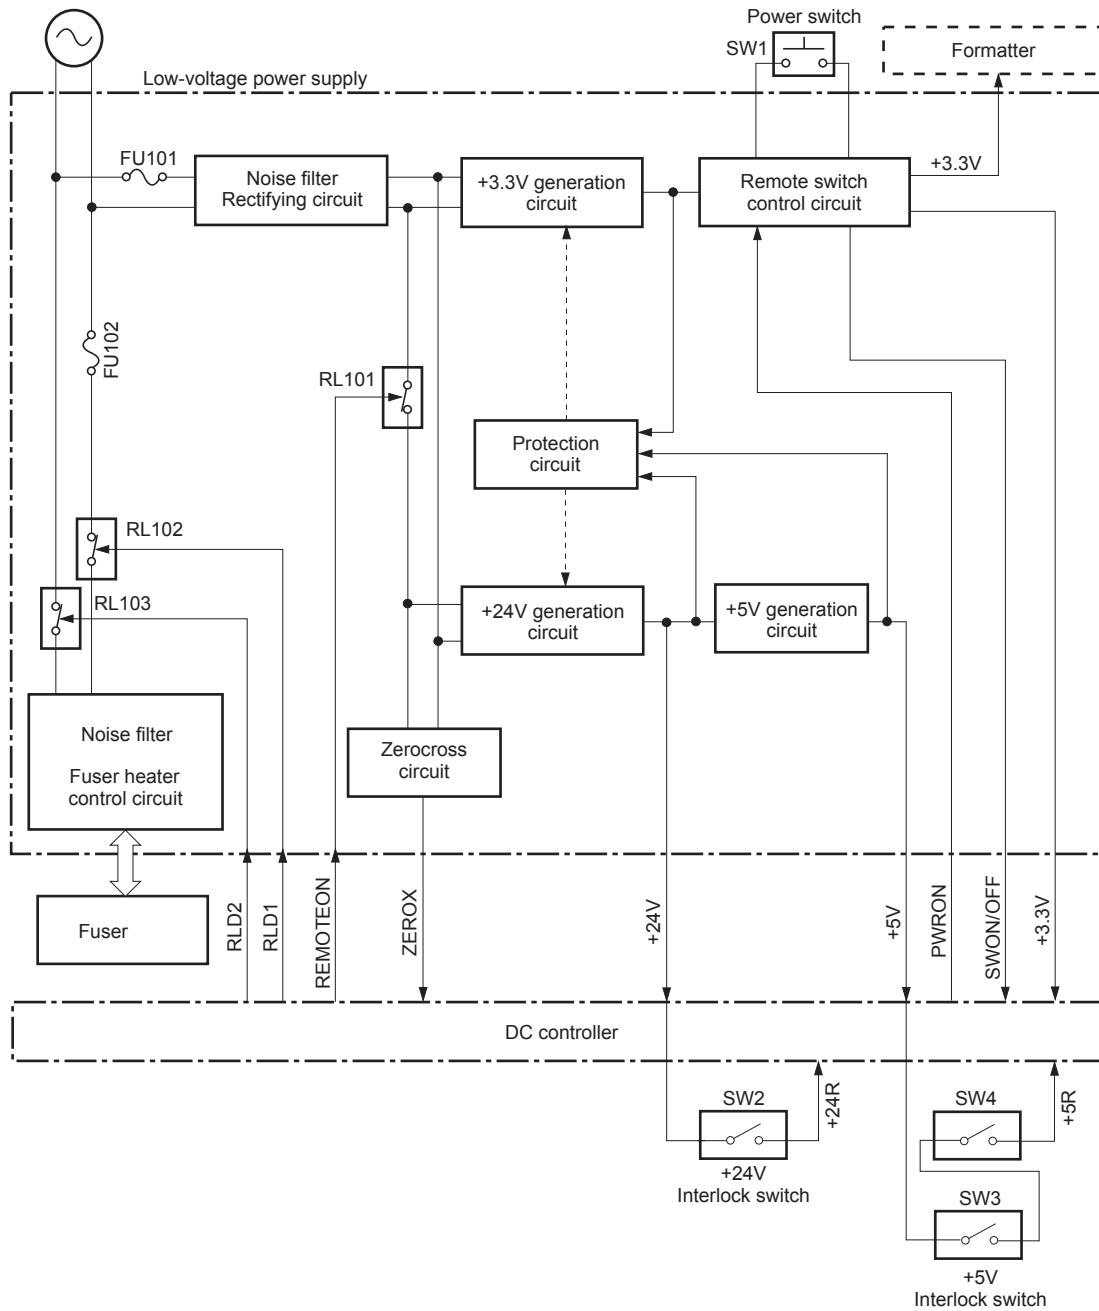 Power switch
SW1
Formatter
Low-voltage power supply
FU101
Noise filter
Rectifying circuit
+3.3V generation
circuit
Remote switch
control circuit
+3.3V
FU102
RL101
Protection
circuit
RL102
RL103
+24V generation
circuit
+5V generation
circuit
Noise filter
Fuser heater
control circuit
Zerocross
circuit
Fuser
RLD2
RLD1
REMOTEON
ZEROX
+24V
+5V
PWRON
SWON/OFF
+3.3V
DC controller
SW2
+24R
+24V
Interlock switch
SW4
+5R
SW3
+5V
Interlock switch